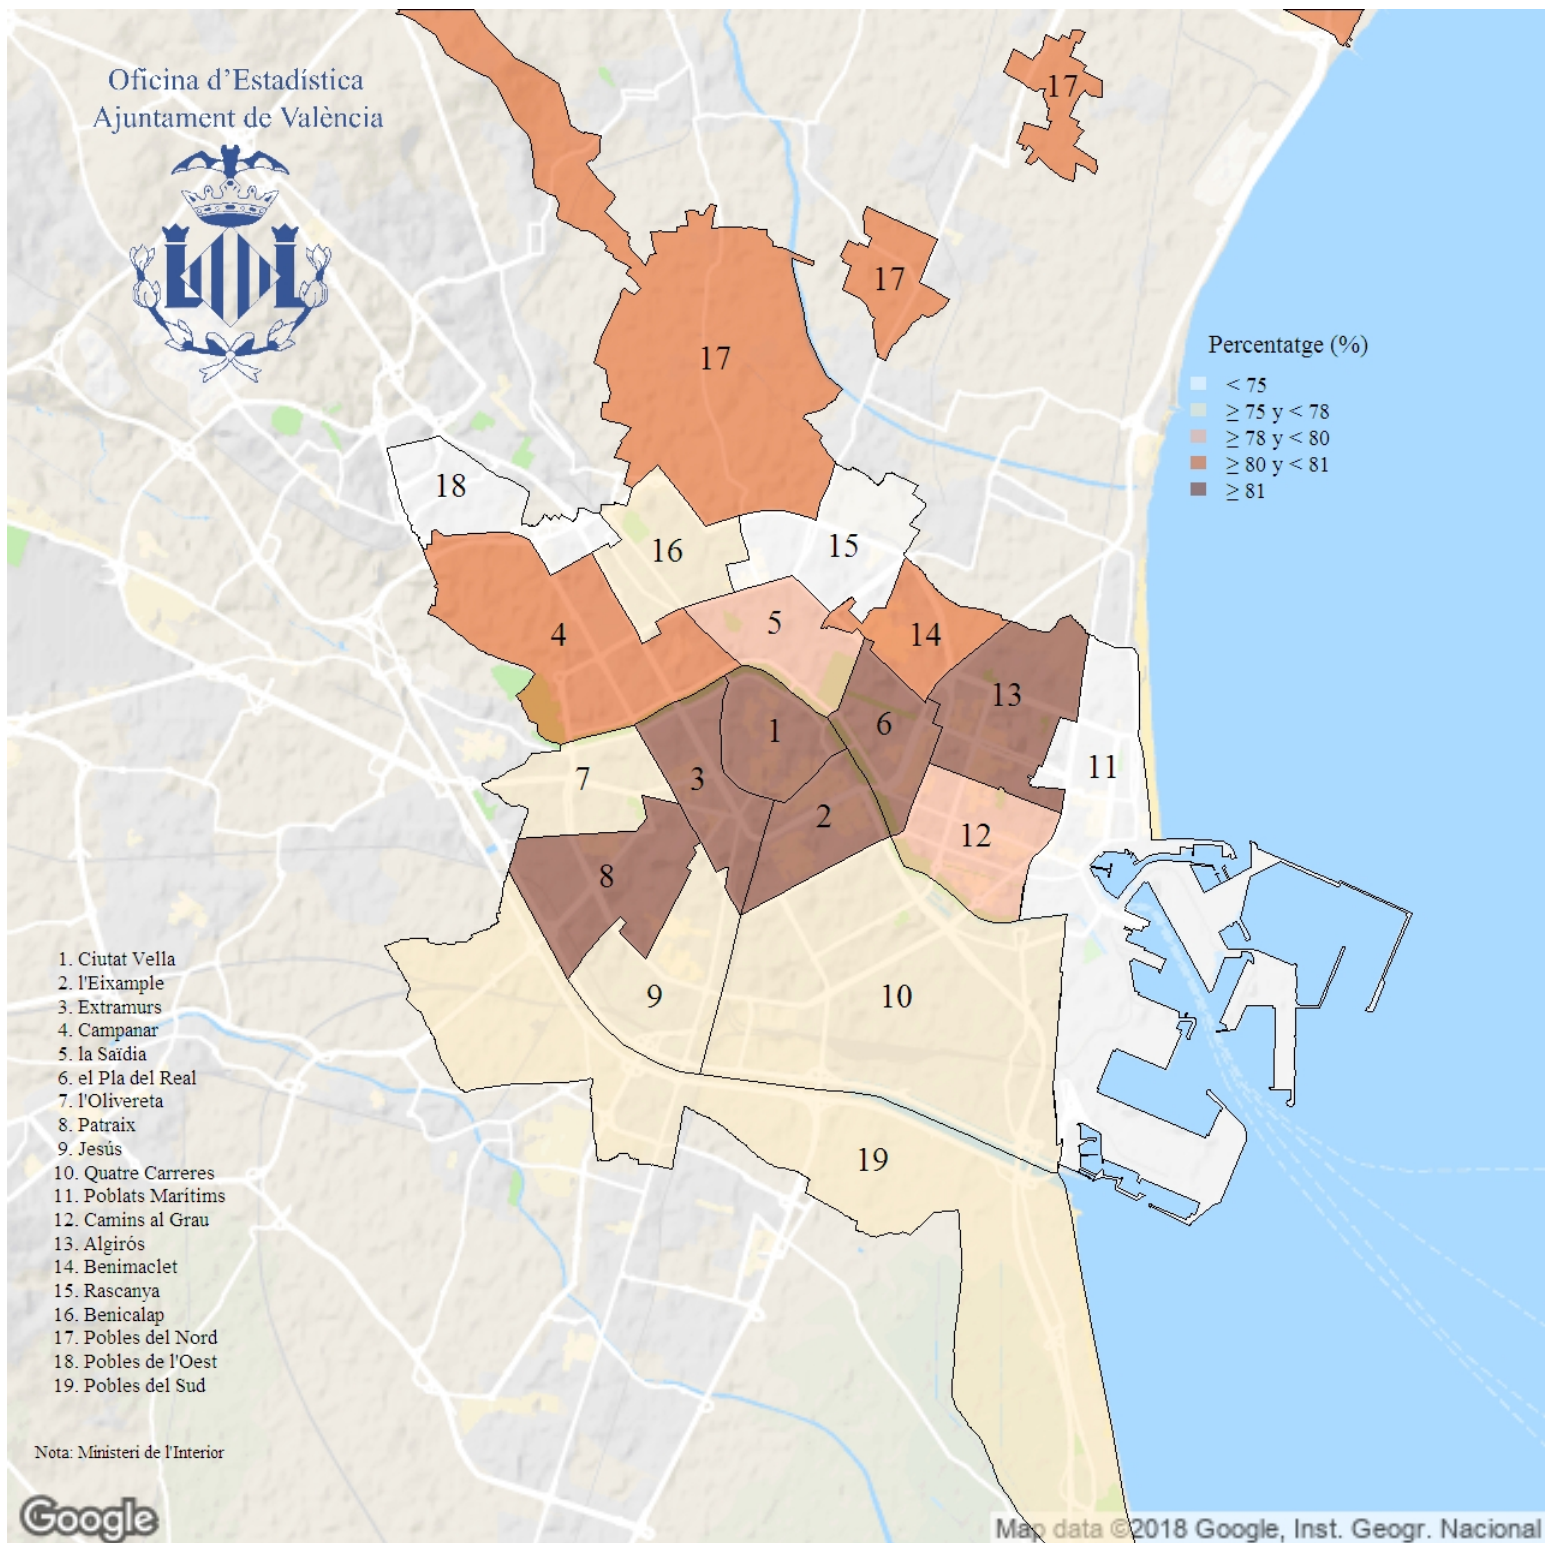 Oficina d'Estadística
Ajuntament de València
17
17
17
18
16
15
4
5
14
13
1
6
7
3
11
2
12
8
9
10
19
Percentatge (%)
< 75
≥ 75 y < 78
≥ 78 y < 80
≥ 80 y < 81
≥ 81
1. Ciutat Vella
2. l'Eixample
3. Extramurs
4. Campanar
5. la Saïdia
6. el Pla del Real
7. l'Olivereta
8. Patraix
9. Jesús
10. Quatre Carreres
11. Poblats Marítims
12. Camins al Grau
13. Algirós
14. Benimaclet
15. Rascanya
16. Benicalap
17. Pobles del Nord
18. Pobles de l'Oest
19. Pobles del Sud
Nota: Ministeri de l'Interior
Google
Map data ©2018 Google, Inst. Geogr. Nacional